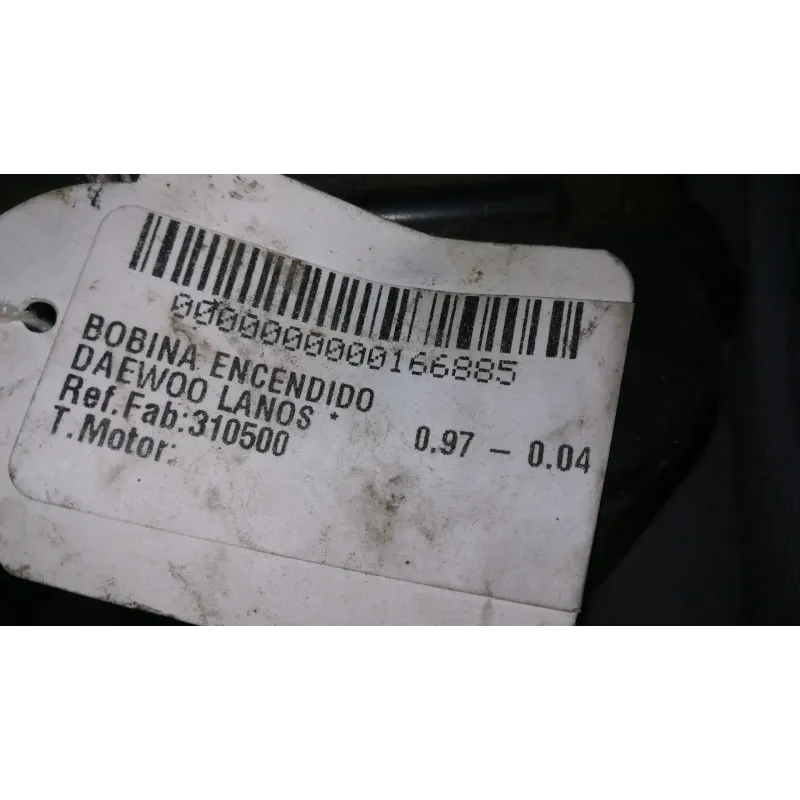 0000000000166885
BOBINA ENCENDIDO
DAEWOO LANOS *
0.97 - 0.04
Ref.Fab:310500
T.Motor: